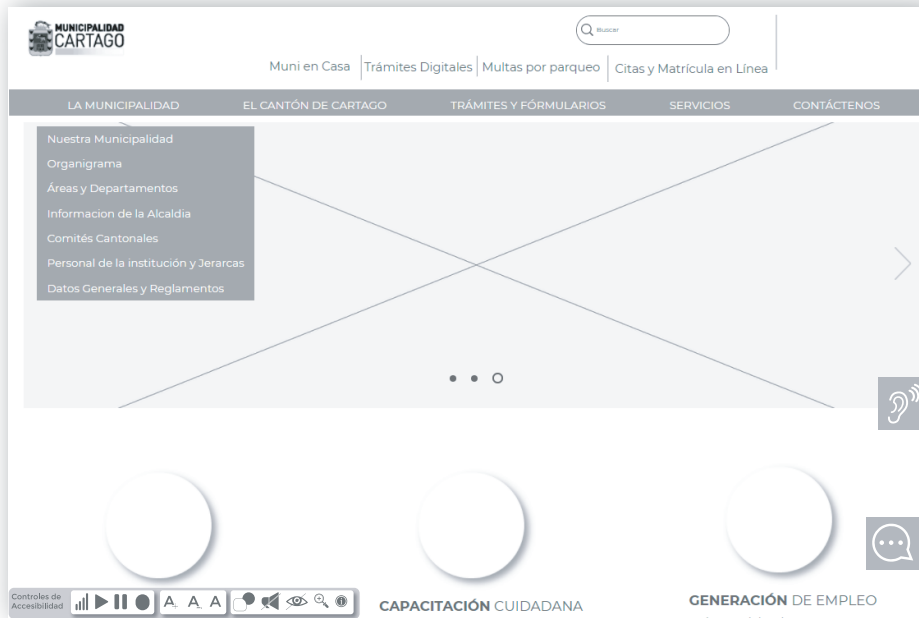 MUNICIPALIDAD
CARTAGO
Buscar
Muni en Casa Trámites Digitales Multas por parqueo Citas y Matrícula en Línea
LA MUNICIPALIDAD EL CANTÓN DE CARTAGO TRÁMITES Y FÓRMULARIOS SERVICIOS CONTÁCTENOS
Nuestra Municipalidad
Organigrama
Áreas y Departamentos
Informacion de la Alcaldia
Comités Cantonales
Personal de la institución y Jerarcas
Datos Generales y Reglamentos
Controles de
Accesibilidad
A+ A- A
CAPACITACIÓN CUIDADANA
GENERACIÓN DE EMPLEO